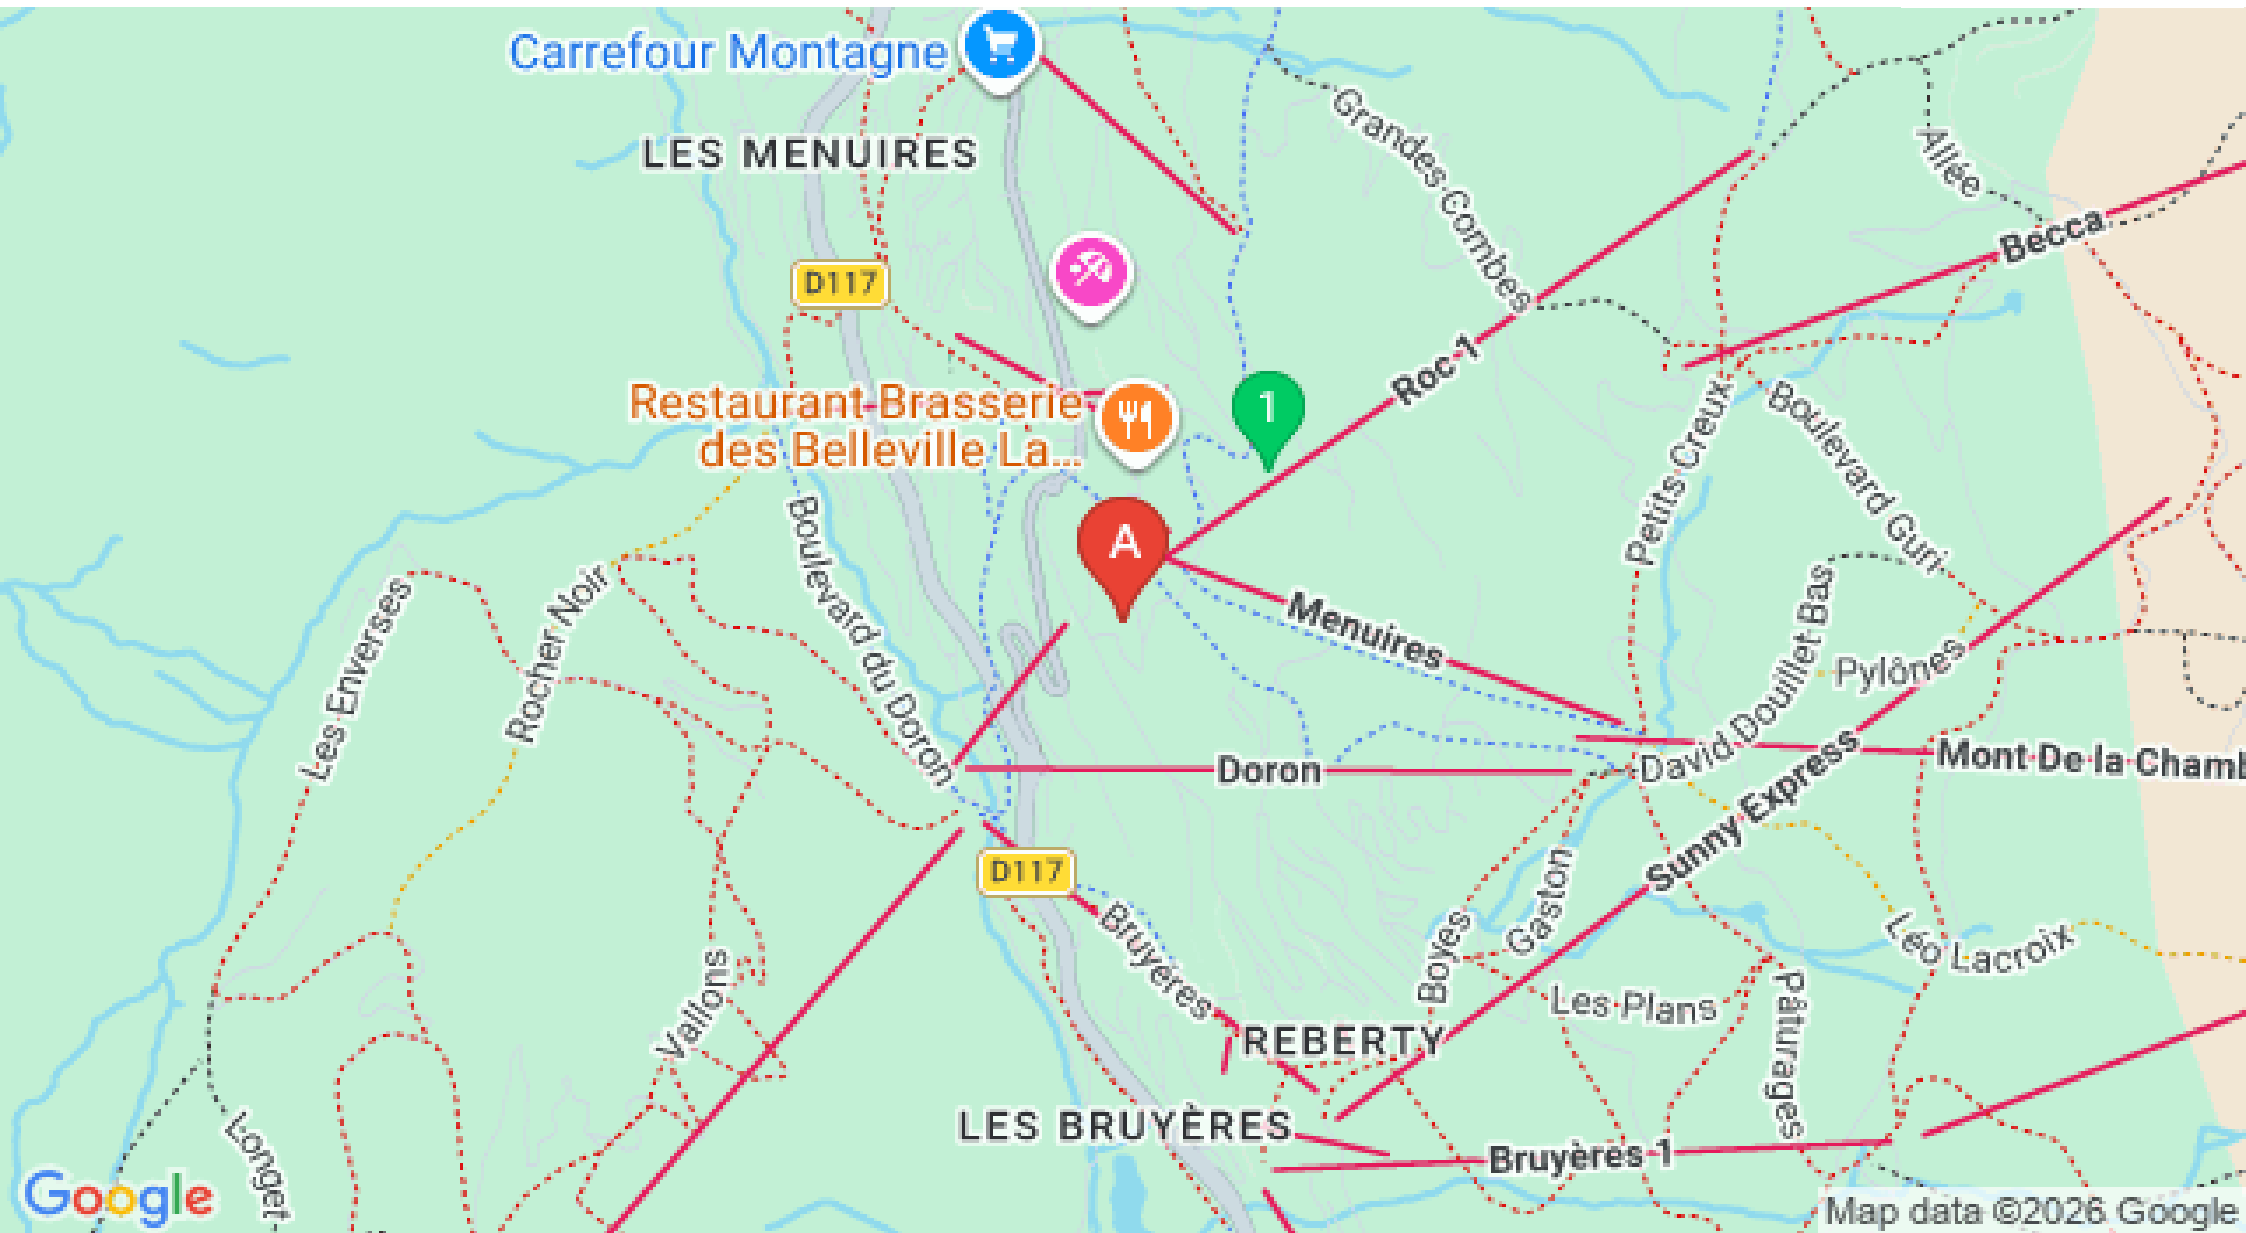 Carrefour Montagne
LES MENUIRES
Grandes Combes
Allée
Becca
D117
Roc 1
Restaurant Brasserie
des Belleville La...
1
Petits Creux
Boulevard Guri
A
Boulevard du Doron
Les Enverses
Rocher Noir
Menuires
David Douillet Bas
Pylônes
Doron
Mont De la Chamb
Sunny Express
D117
Bruyères
Vallons
Boyes
Gaston
Léo Lacroix
Les Plans
Pâturages
REBERTY
LES BRUYÈRES
Bruyères 1
Longet
Google
Map data ©2026 Google